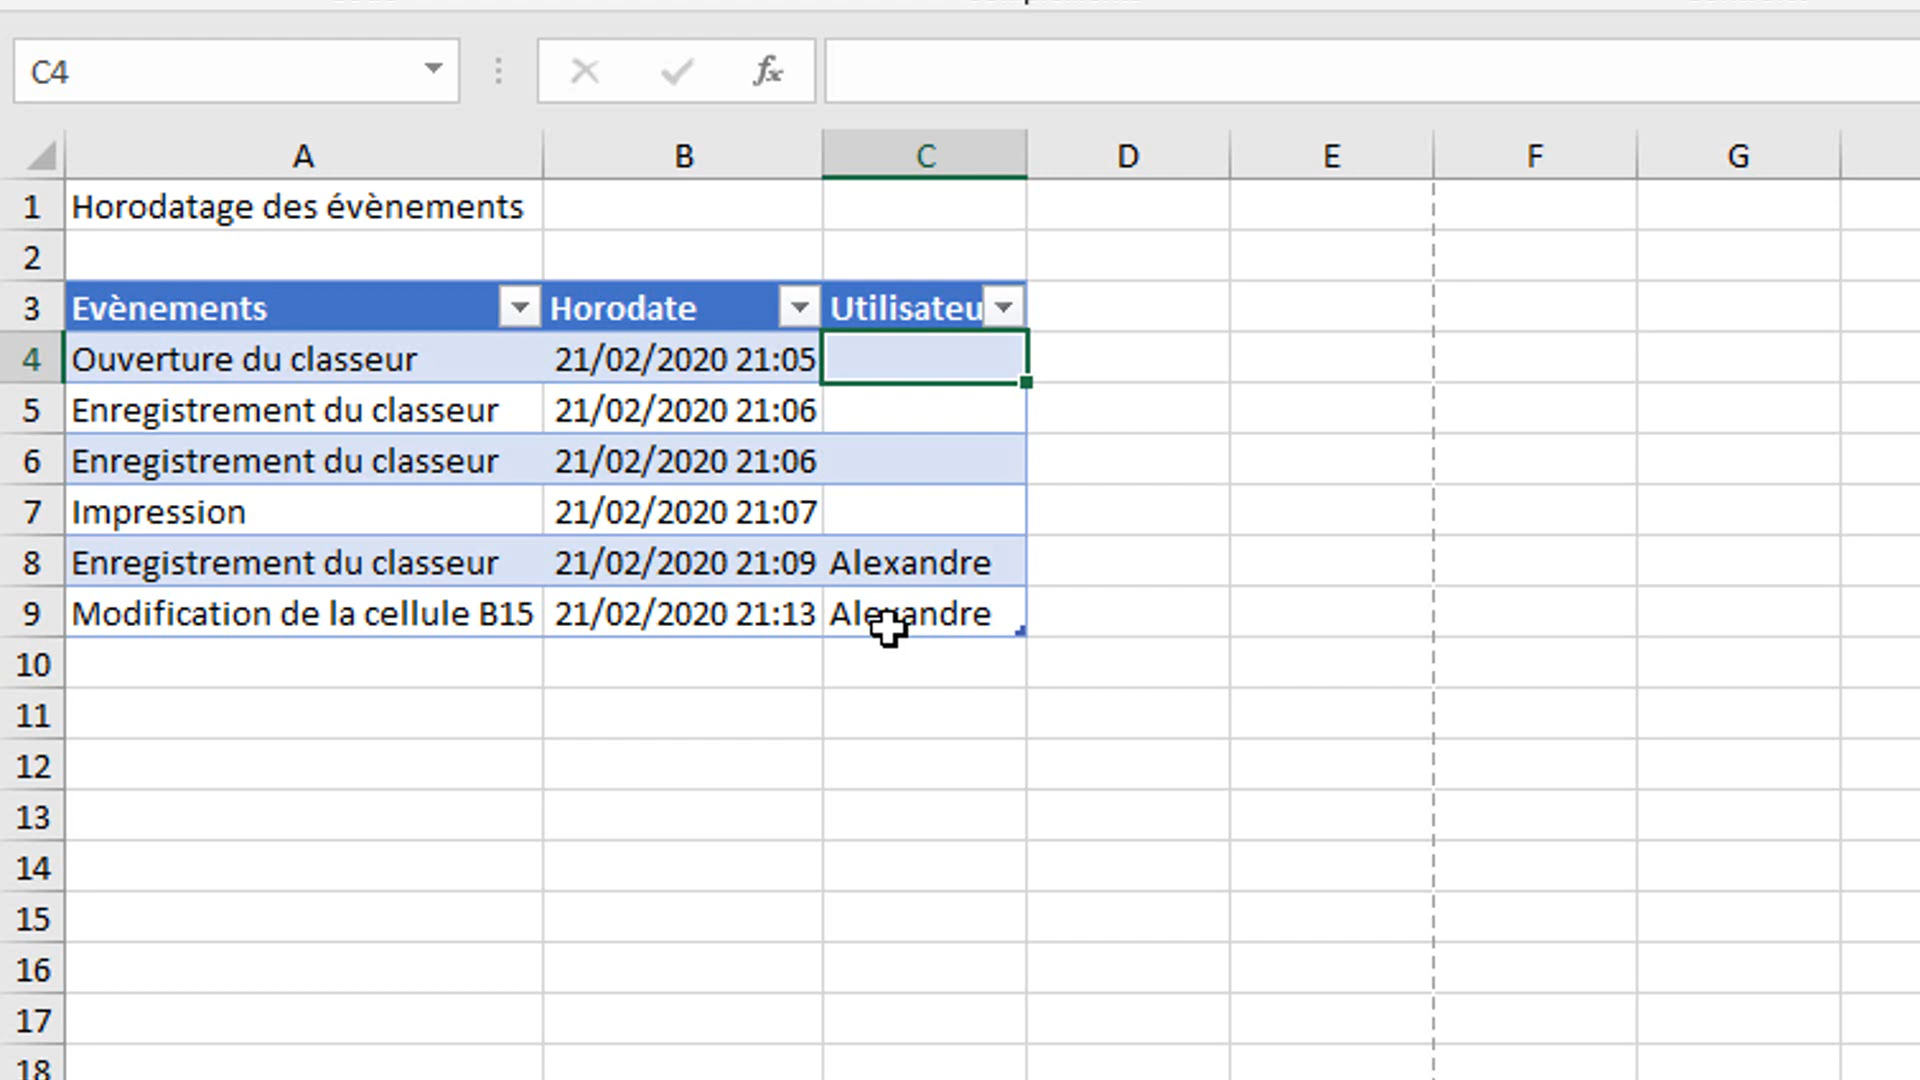 C4
fx
A B C D E F G
1 Horodatage des évènements
2
3 Evènements Horodate Utilisateu
4 Ouverture du classeur 21/02/2020 21:05
5 Enregistrement du classeur 21/02/2020 21:06
6 Enregistrement du classeur 21/02/2020 21:06
7 Impression 21/02/2020 21:07
8 Enregistrement du classeur 21/02/2020 21:09 Alexandre
9 Modification de la cellule B15 21/02/2020 21:13 Alexandre
10
11
12
13
14
15
16
17
18